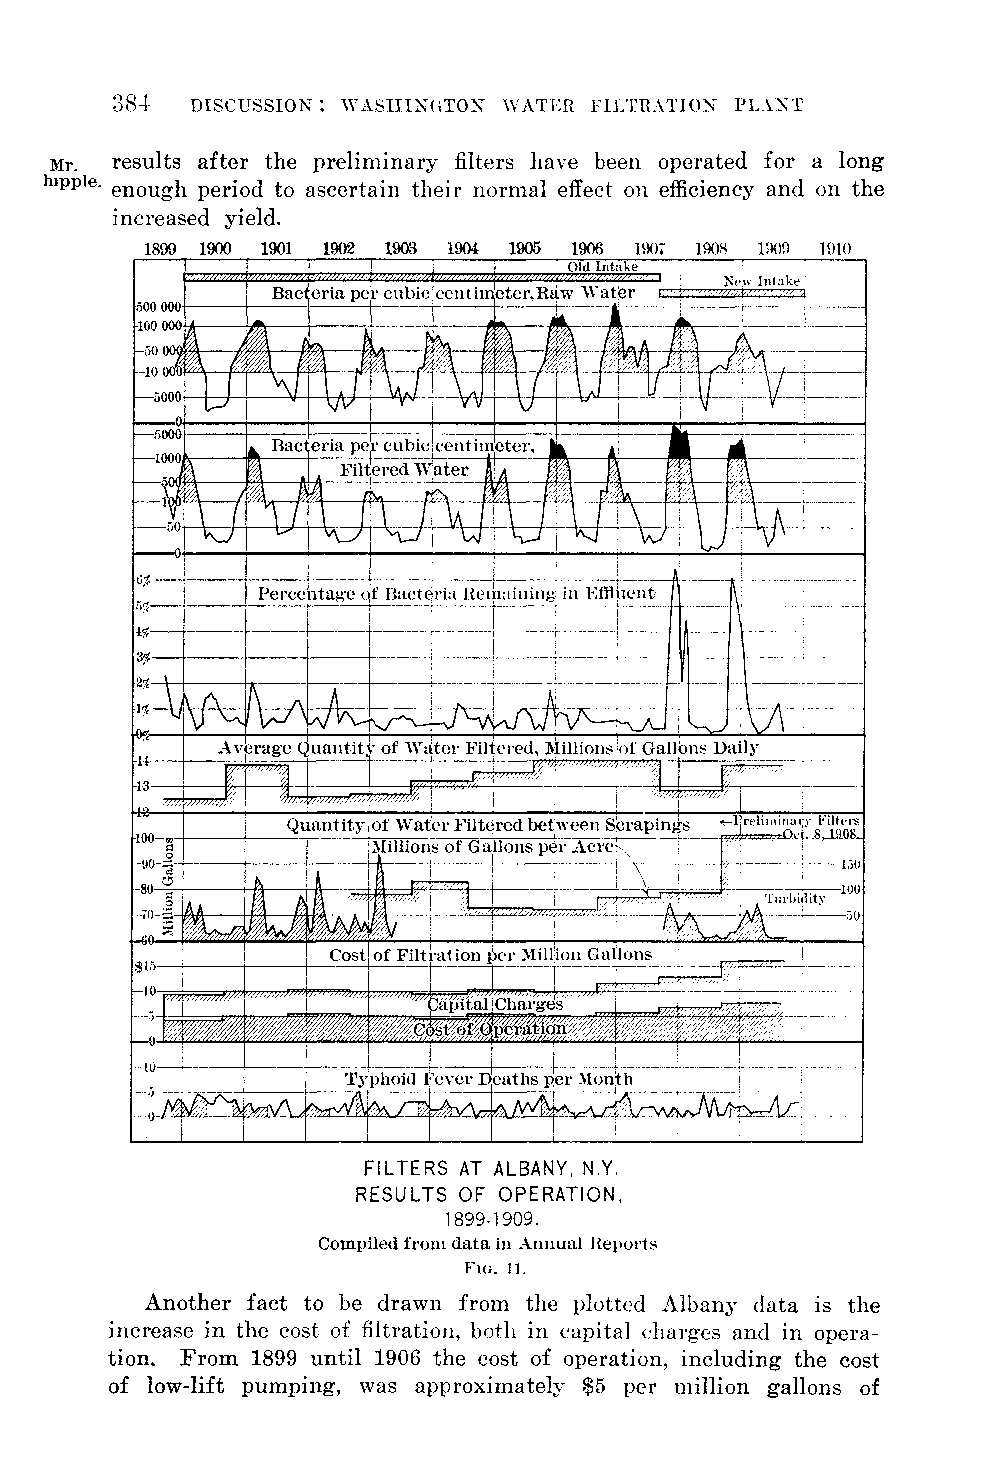 384 DISCUSSION: WASHINGTON WATER FILTRATION PLANT
Mr.
hipple.
results after the preliminary filters have been operated for a long
enough period to ascertain their normal effect on efficiency and on the
increased yield.
1899 1900 1901 1902 1903 1904 1905 1906 1907 1908 1909 1910
Old Intake
New Intake
Bacteria per cubic centimeter, Raw Water
500 000
100 000
50 000
10 000
5000
0
5000
Bacteria per cubic centimeter,
1000
Filtered Water
500
100
50
0
6%
Percentage of Bacteria Remaining in Effluent
5%
4%
3%
2%
1%
0%
Average Quantity of Water Filtered, Millions of Gallons Daily
14
13
12
Quantity of Water Filtered between Scrapings
←Preliminary Filters
Oct. 8, 1908.
100
Millions of Gallons per Acre
90
150
80
100
Turbidity
70
50
60
Million Gallons
Cost of Filtration per Million Gallons
$15
10
Capital Charges
5
Cost of Operation
0
10
Typhoid Fever Deaths per Month
5
0
FILTERS AT ALBANY, N.Y.
RESULTS OF OPERATION,
1899-1909.
Compiled from data in Annual Reports
FIG. 11.
Another fact to be drawn from the plotted Albany data is the
increase in the cost of filtration, both in capital charges and in opera-
tion. From 1899 until 1906 the cost of operation, including the cost
of low-lift pumping, was approximately $5 per million gallons of